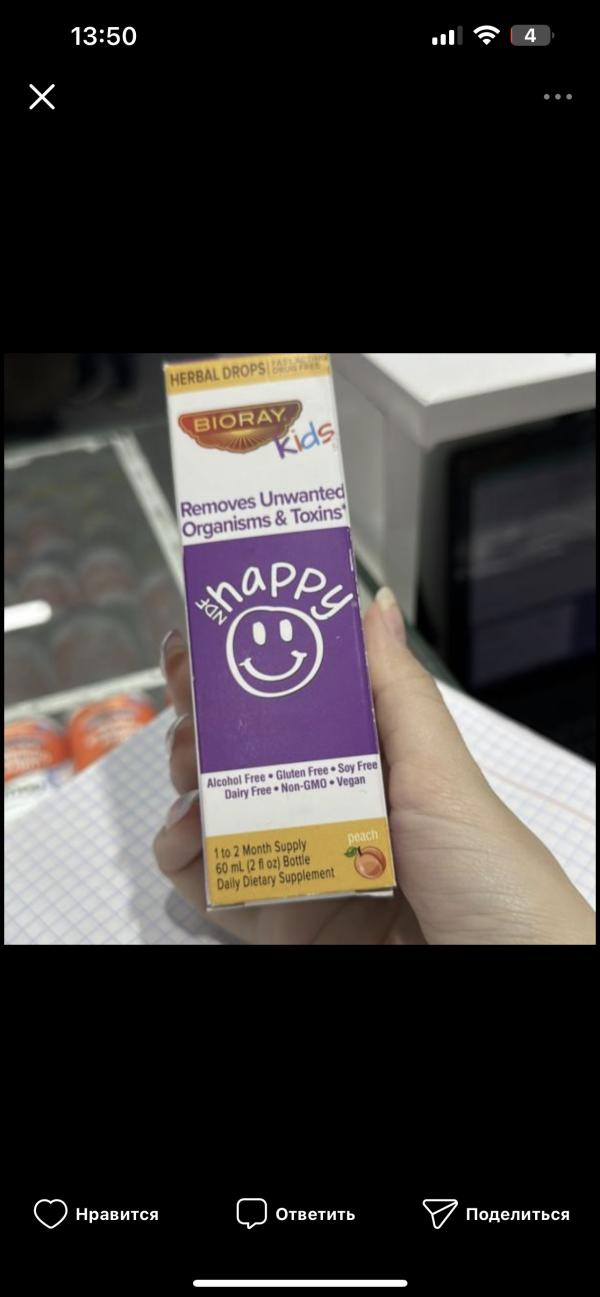 13:50
4
HERBAL DROPS
DRUG FREE
BIORAY
kids
Removes Unwanted
Organisms & Toxins*
NDF
happy
Alcohol Free • Gluten Free • Soy Free
Dairy Free • Non-GMO • Vegan
peach
1 to 2 Month Supply
60 mL (2 fl oz) Bottle
Daily Dietary Supplement
Нравится
Ответить
Поделиться